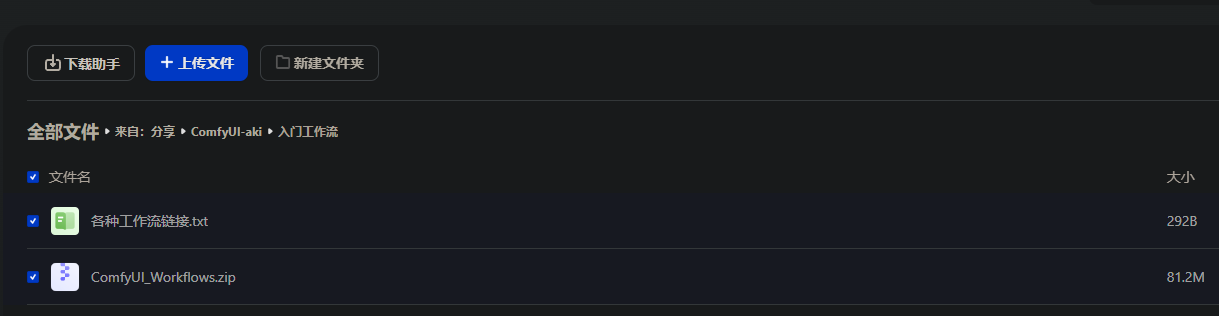 下载助手 上传文件 新建文件夹
全部文件 来自：分享 ComfyUI-aki 入门工作流
文件名 大小
各种工作流链接.txt 292B
ComfyUI_Workflows.zip 81.2M